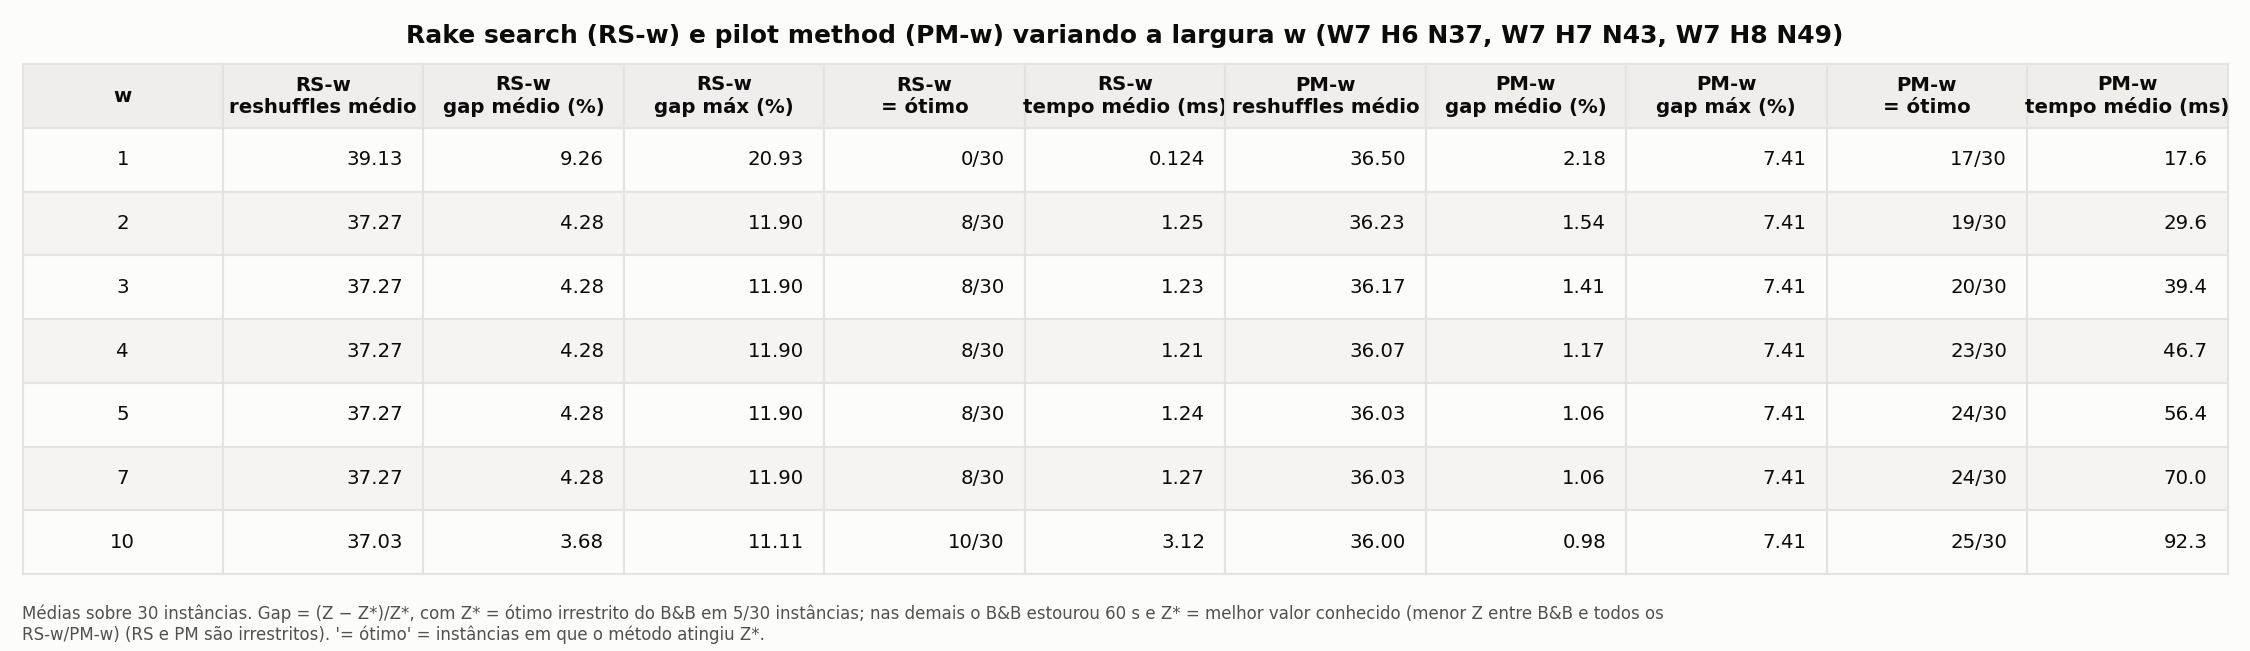 Rake search (RS-w) e pilot method (PM-w) variando a largura w (W7 H6 N37, W7 H7 N43, W7 H8 N49)
w | RS-w reshuffles médio | RS-w gap médio (%) | RS-w gap máx (%) | RS-w = ótimo | RS-w tempo médio (ms) | PM-w reshuffles médio | PM-w gap médio (%) | PM-w gap máx (%) | PM-w = ótimo | PM-w tempo médio (ms)
1 | 39.13 | 9.26 | 20.93 | 0/30 | 0.124 | 36.50 | 2.18 | 7.41 | 17/30 | 17.6
2 | 37.27 | 4.28 | 11.90 | 8/30 | 1.25 | 36.23 | 1.54 | 7.41 | 19/30 | 29.6
3 | 37.27 | 4.28 | 11.90 | 8/30 | 1.23 | 36.17 | 1.41 | 7.41 | 20/30 | 39.4
4 | 37.27 | 4.28 | 11.90 | 8/30 | 1.21 | 36.07 | 1.17 | 7.41 | 23/30 | 46.7
5 | 37.27 | 4.28 | 11.90 | 8/30 | 1.24 | 36.03 | 1.06 | 7.41 | 24/30 | 56.4
7 | 37.27 | 4.28 | 11.90 | 8/30 | 1.27 | 36.03 | 1.06 | 7.41 | 24/30 | 70.0
10 | 37.03 | 3.68 | 11.11 | 10/30 | 3.12 | 36.00 | 0.98 | 7.41 | 25/30 | 92.3
Médias sobre 30 instâncias. Gap = (Z − Z*)/Z*, com Z* = ótimo irrestrito do B&B em 5/30 instâncias; nas demais o B&B estourou 60 s e Z* = melhor valor conhecido (menor Z entre B&B e todos os
RS-w/PM-w) (RS e PM são irrestritos). '= ótimo' = instâncias em que o método atingiu Z*.